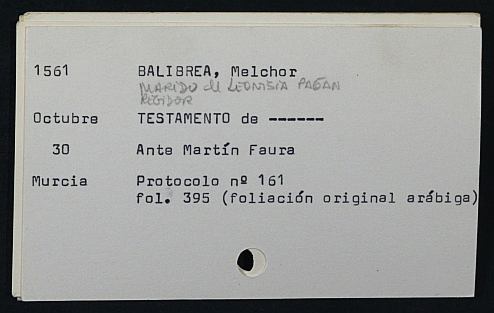 1561 BALIBREA, Melchor
MARIDO de LEONISIA PAGAN
REGIDOR
Octubre TESTAMENTO de ------
30 Ante Martín Faura
Murcia Protocolo nº 161
fol. 395 (foliación original arábiga)